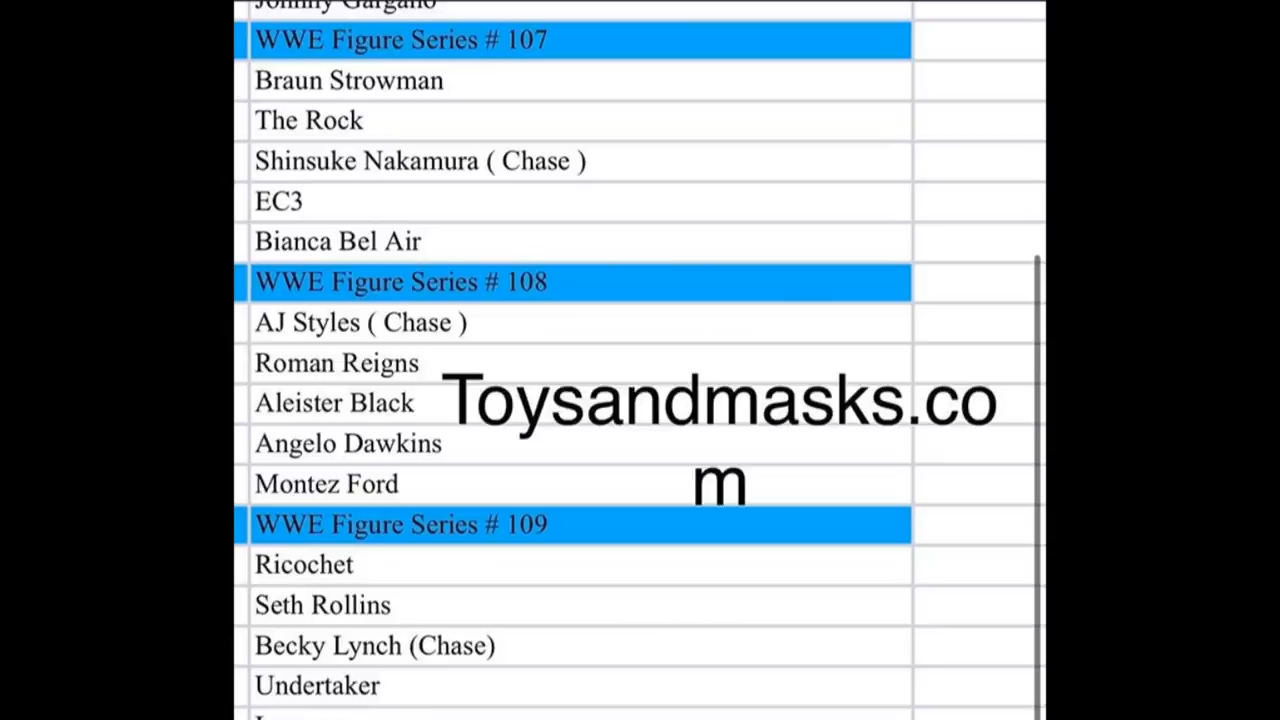 Johnny Gargano
WWE Figure Series # 107
Braun Strowman
The Rock
Shinsuke Nakamura ( Chase )
EC3
Bianca Bel Air
WWE Figure Series # 108
AJ Styles ( Chase )
Roman Reigns
Aleister Black
Angelo Dawkins
Montez Ford
Toysandmasks.co
m
WWE Figure Series # 109
Ricochet
Seth Rollins
Becky Lynch (Chase)
Undertaker